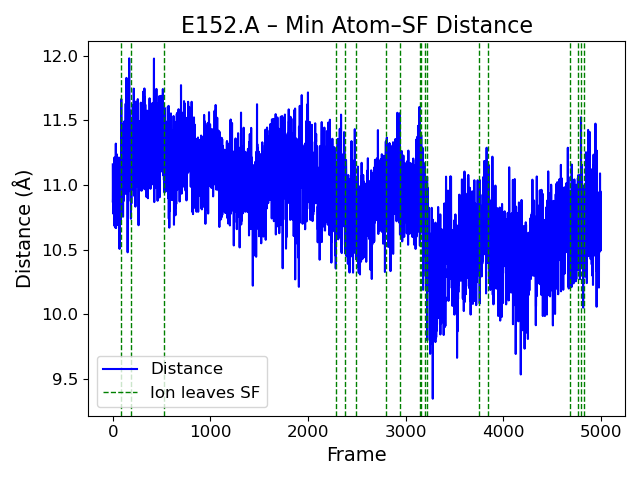 E152.A – Min Atom–SF Distance
12.0
11.5
11.0
10.5
10.0
9.5
Distance (Å)
Distance
Ion leaves SF
0 1000 2000 3000 4000 5000
Frame